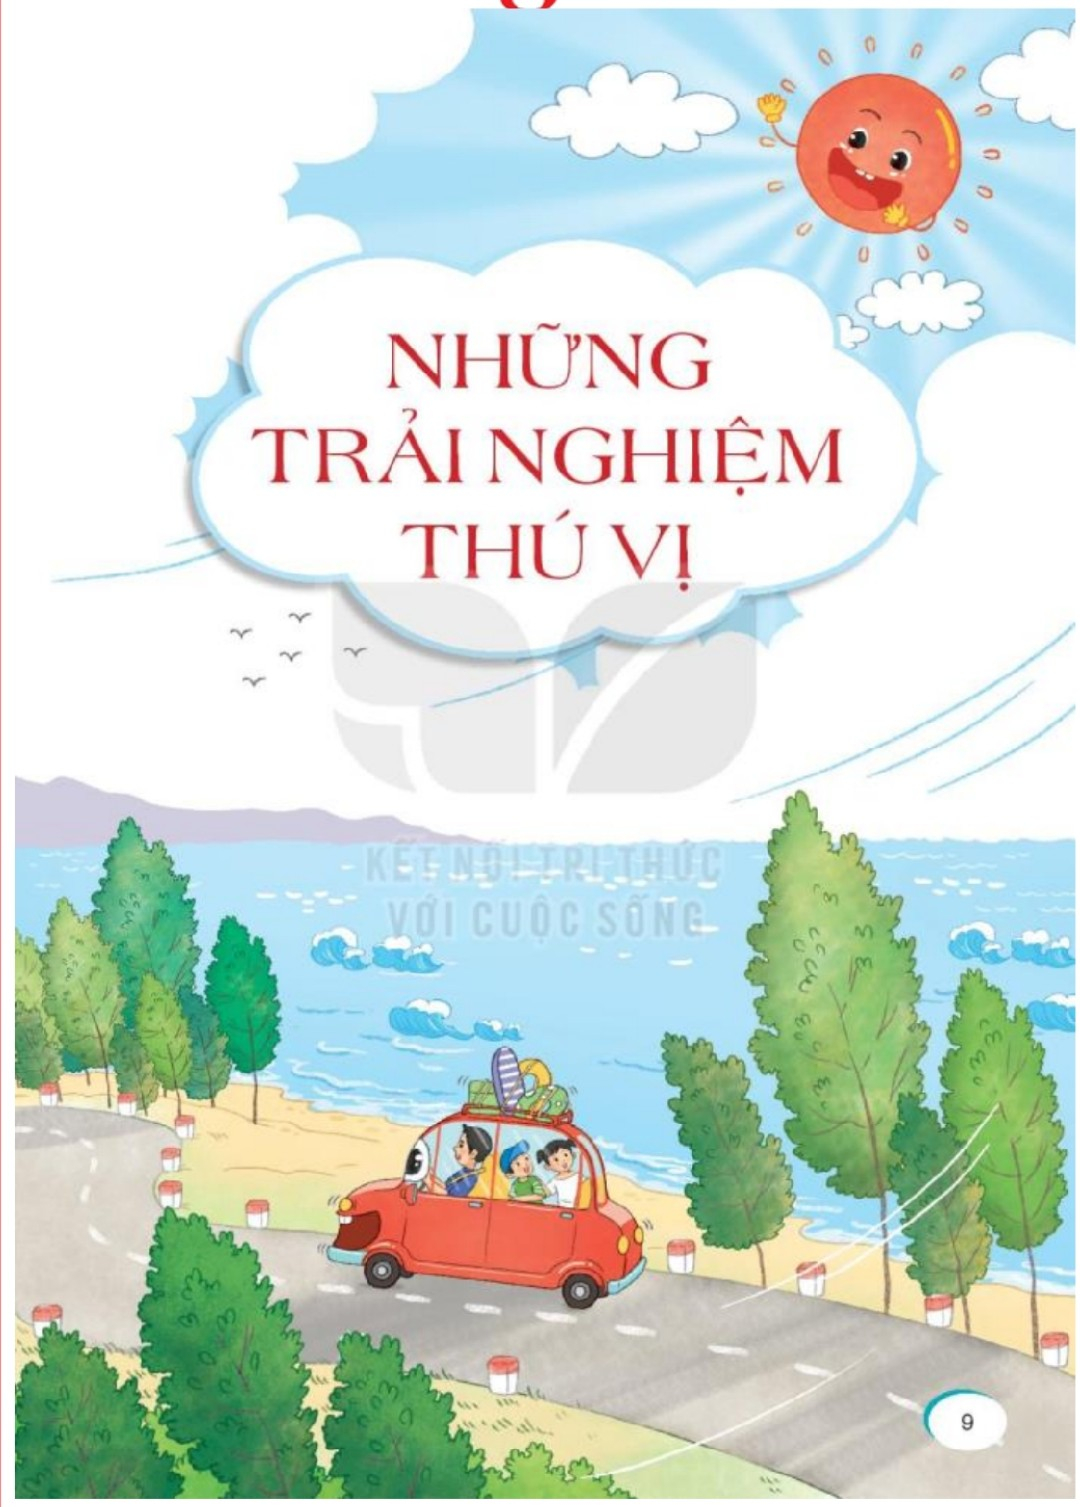 NHỮNG
TRẢI NGHIỆM
THÚ VỊ
KẾT NỐI TRI THỨC
VỚI CUỘC SỐNG
9